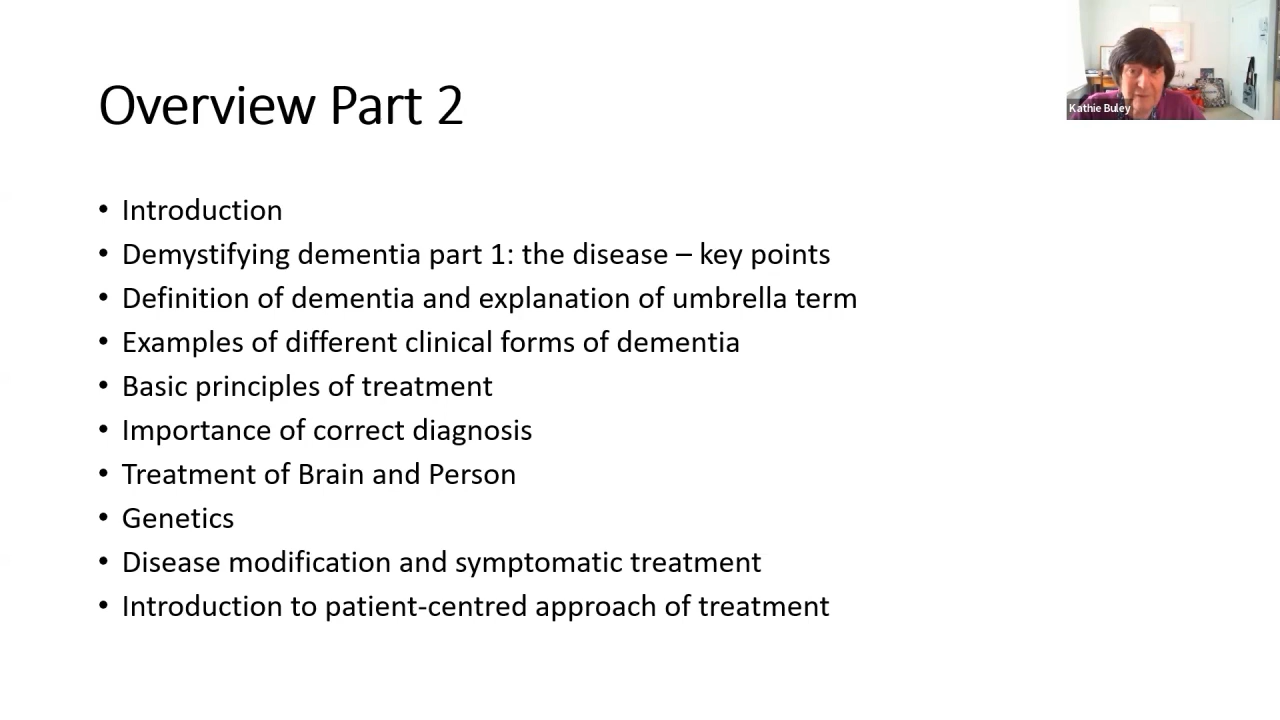 Overview Part 2
Kathie Buley
• Introduction
• Demystifying dementia part 1: the disease – key points
• Definition of dementia and explanation of umbrella term
• Examples of different clinical forms of dementia
• Basic principles of treatment
• Importance of correct diagnosis
• Treatment of Brain and Person
• Genetics
• Disease modification and symptomatic treatment
• Introduction to patient-centred approach of treatment